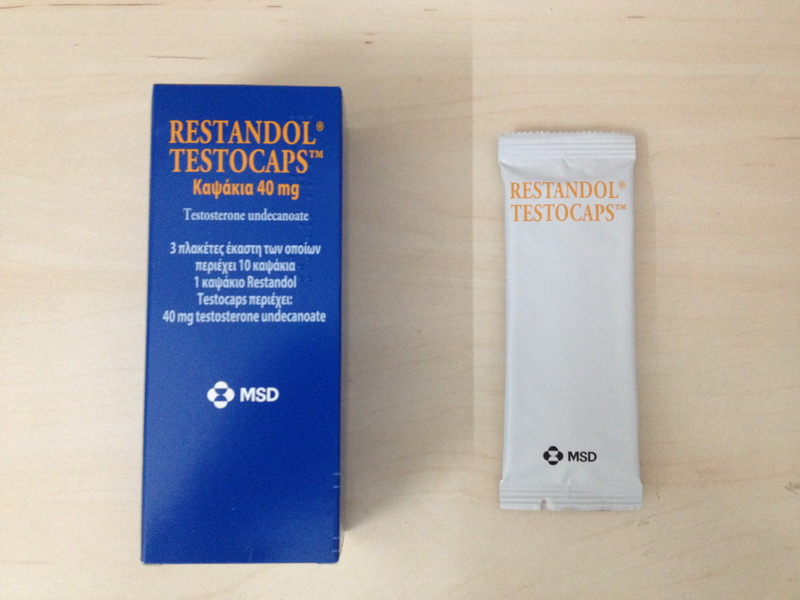 RESTANDOL®
TESTOCAPS™
Καψάκια 40 mg
Testosterone undecanoate
3 πλακέτες έκαστη των οποίων
περιέχει 10 καψάκια
1 καψάκιο Restandol
Testocaps περιέχει:
40 mg testosterone undecanoate
MSD
RESTANDOL®
TESTOCAPS™
MSD